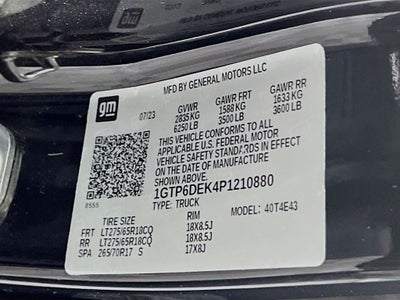 MFD BY GENERAL MOTORS LLC
gm
07/23
GVWR GAWR FRT GAWR RR
2835 KG 1588 KG 1633 KG
6250 LB 3500 LB 3600 LB
THIS VEHICLE CONFORMS TO ALL
APPLICABLE U.S. FEDERAL MOTOR
VEHICLE SAFETY STANDARDS IN EFFECT
ON THE DATE OF MANUFACTURE
SHOWN ABOVE.
1GTP6DEK4P1210880
TYPE: TRUCK MODEL: 40T4E43
TIRE SIZE RIM
FRT LT275/65R18CQ 18X8.5J
RR LT275/65R18CQ 18X8.5J
SPA 265/70R17 S 17X8J